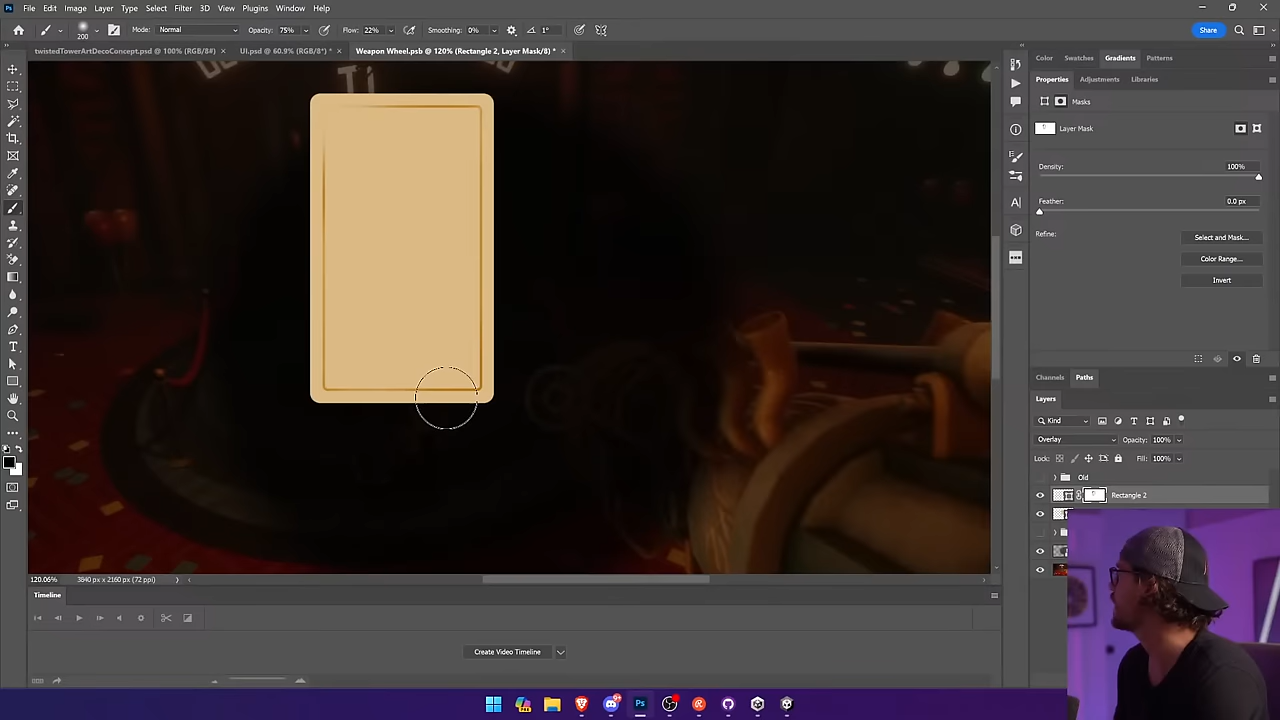 File Edit Image Layer Type Select Filter 3D View Plugins Window Help
200 Mode: Normal Opacity: 75% Flow: 22% Smoothing: 0% 1° Share
twistedTowerArtDecoConcept.psd @ 100% (RGB/8#) × UI.psd @ 60.9% (RGB/8*) * × Weapon Wheel.psb @ 120% (Rectangle 2, Layer Mask/8) * ×
Color Swatches Gradients Patterns
Properties Adjustments Libraries
Masks
Layer Mask
Density: 100%
Feather: 0.0 px
Refine:
Select and Mask...
Color Range...
Invert
Channels Paths
Layers
Kind
Overlay Opacity: 100%
Lock: Fill: 100%
Old
Rectangle 2
120.06% 3840 px x 2160 px (72 ppi)
Timeline
Create Video Timeline